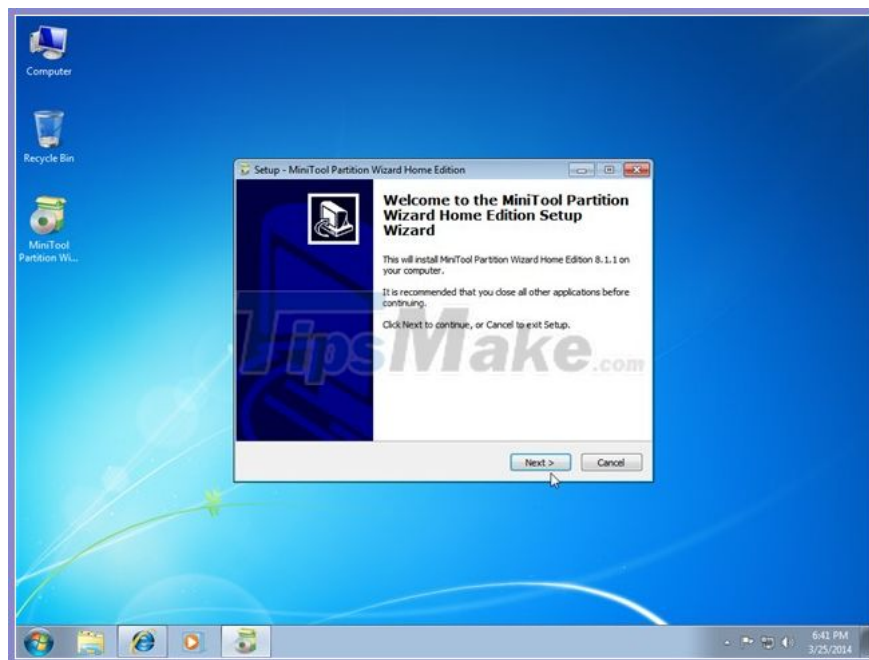 Computer
Recycle Bin
MiniTool
Partition Wi...
Setup - MiniTool Partition Wizard Home Edition
Welcome to the MiniTool Partition
Wizard Home Edition Setup
Wizard
This will install MiniTool Partition Wizard Home Edition 8.1.1 on
your computer.
It is recommended that you close all other applications before
continuing.
Click Next to continue, or Cancel to exit Setup.
TipsMake.com
Next >
Cancel
6:41 PM
3/25/2014